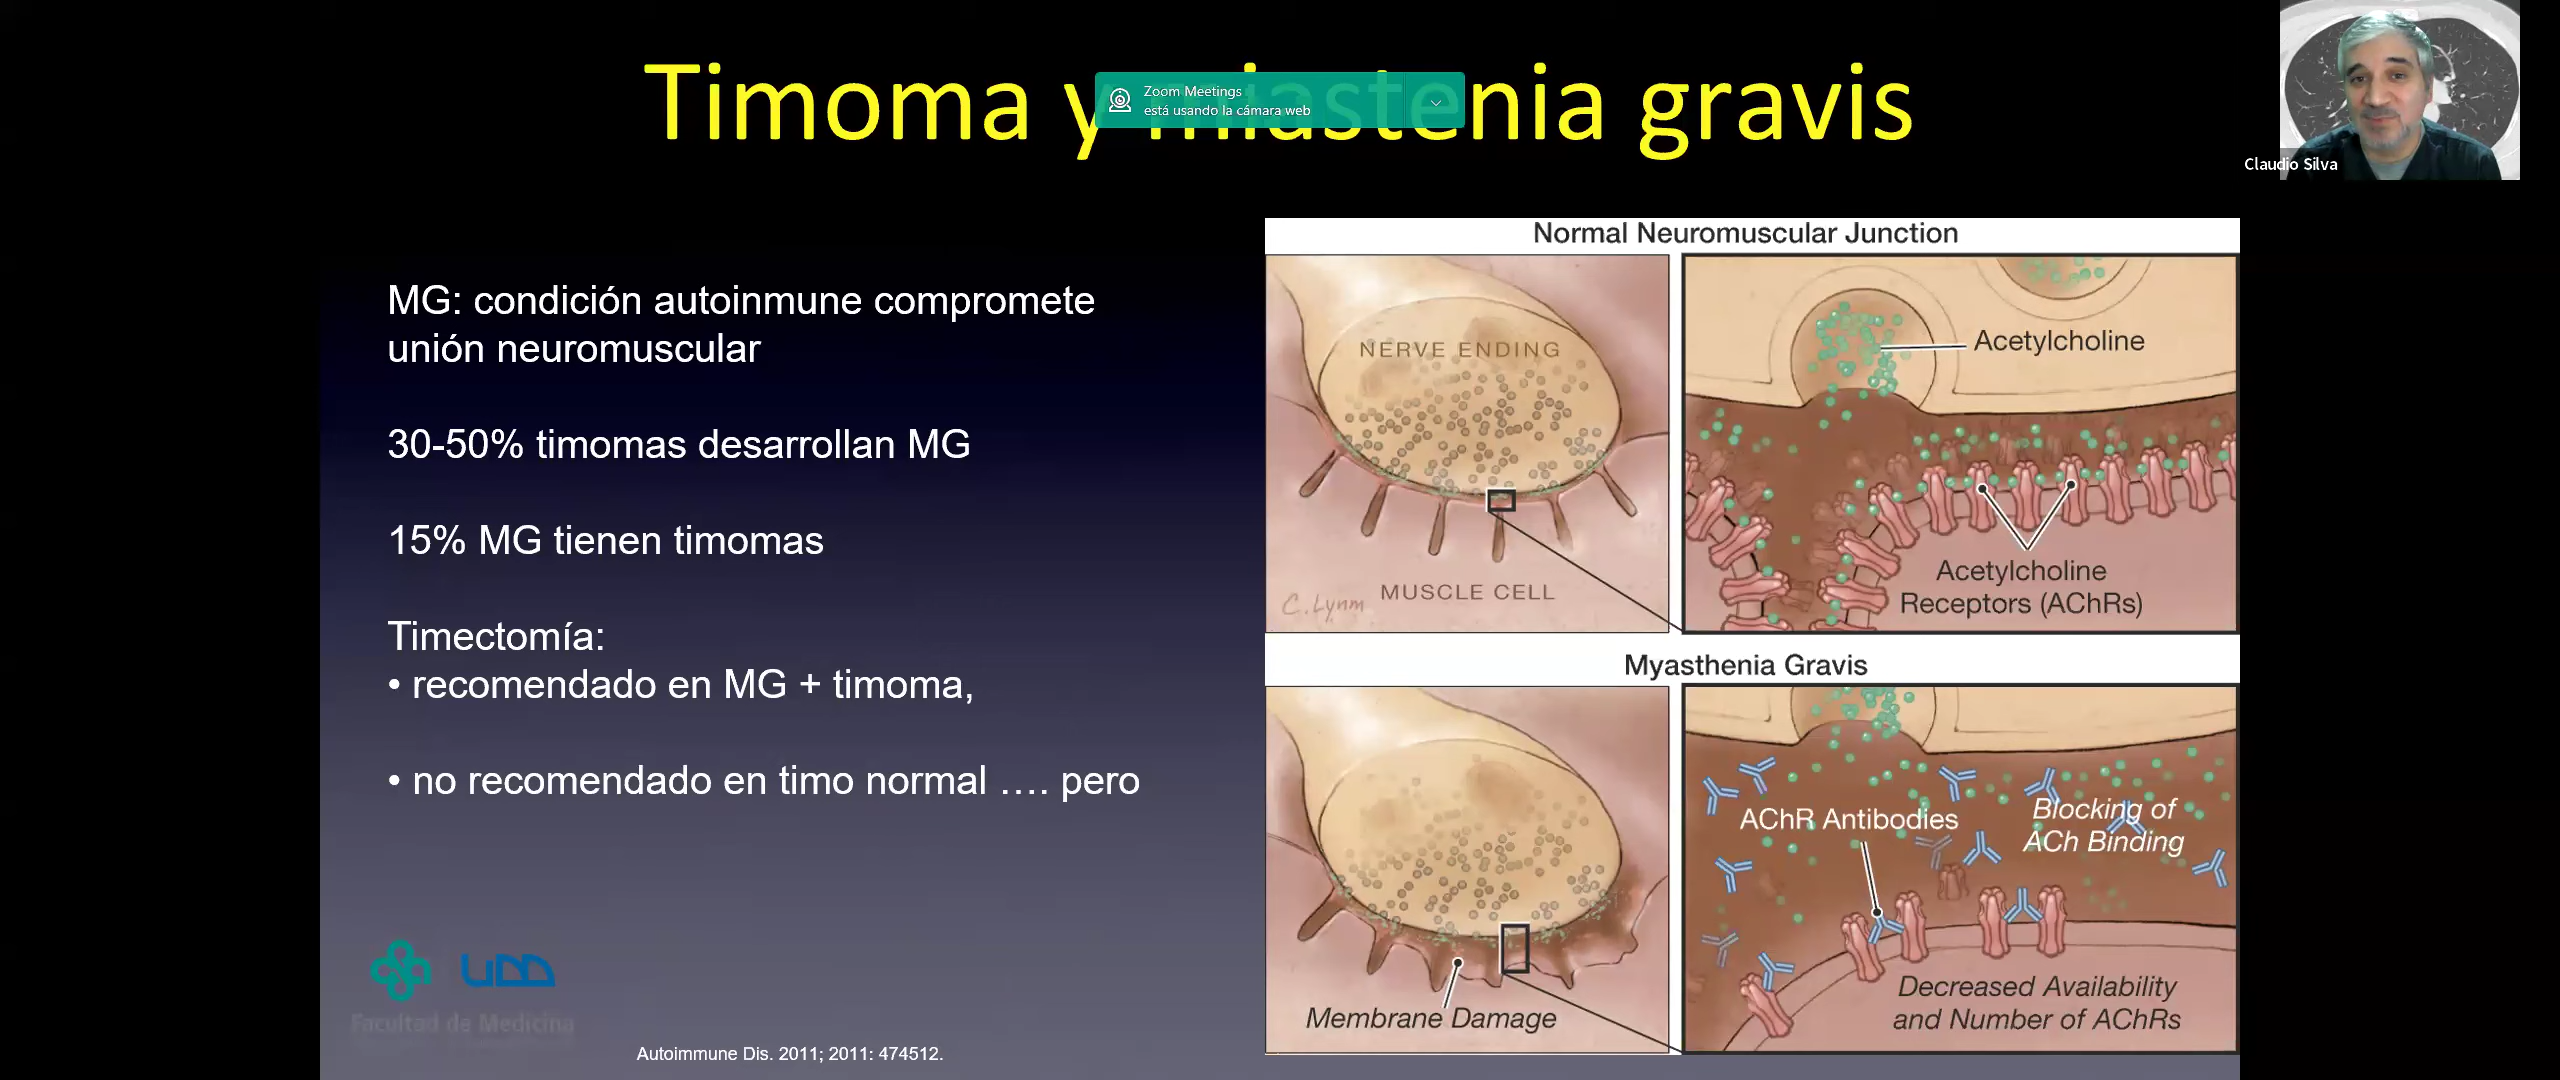 Timoma y miastenia gravis
Zoom Meetings
está usando la cámara web
Claudio Silva
MG: condición autoinmune compromete
unión neuromuscular
30-50% timomas desarrollan MG
15% MG tienen timomas
Timectomía:
• recomendado en MG + timoma,
• no recomendado en timo normal …. pero
UDD
Facultad de Medicina
Autoimmune Dis. 2011; 2011: 474512.
Normal Neuromuscular Junction
NERVE ENDING
MUSCLE CELL
C. Lynm
Acetylcholine
Acetylcholine
Receptors (AChRs)
Myasthenia Gravis
Membrane Damage
AChR Antibodies
Blocking of
ACh Binding
Decreased Availability
and Number of AChRs